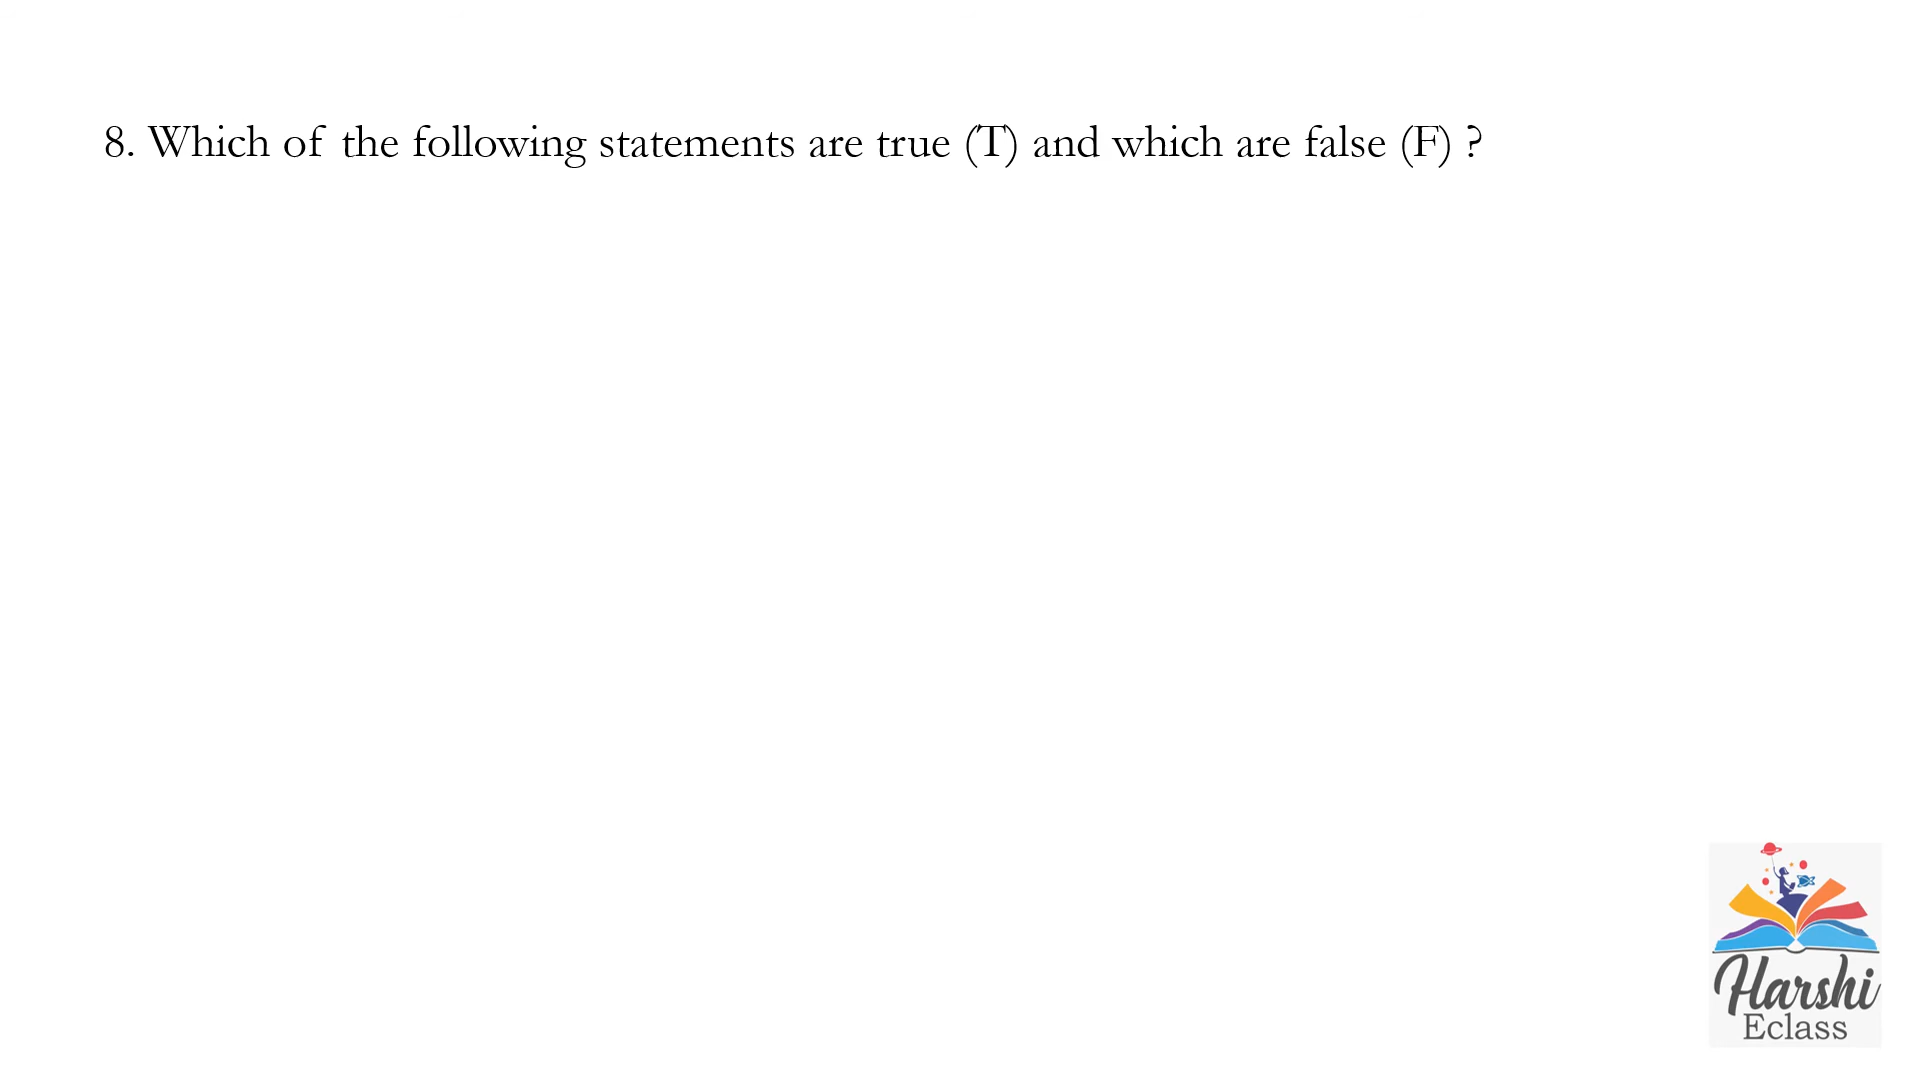 8. Which of the following statements are true (T) and which are false (F) ?
Harshi
Eclass